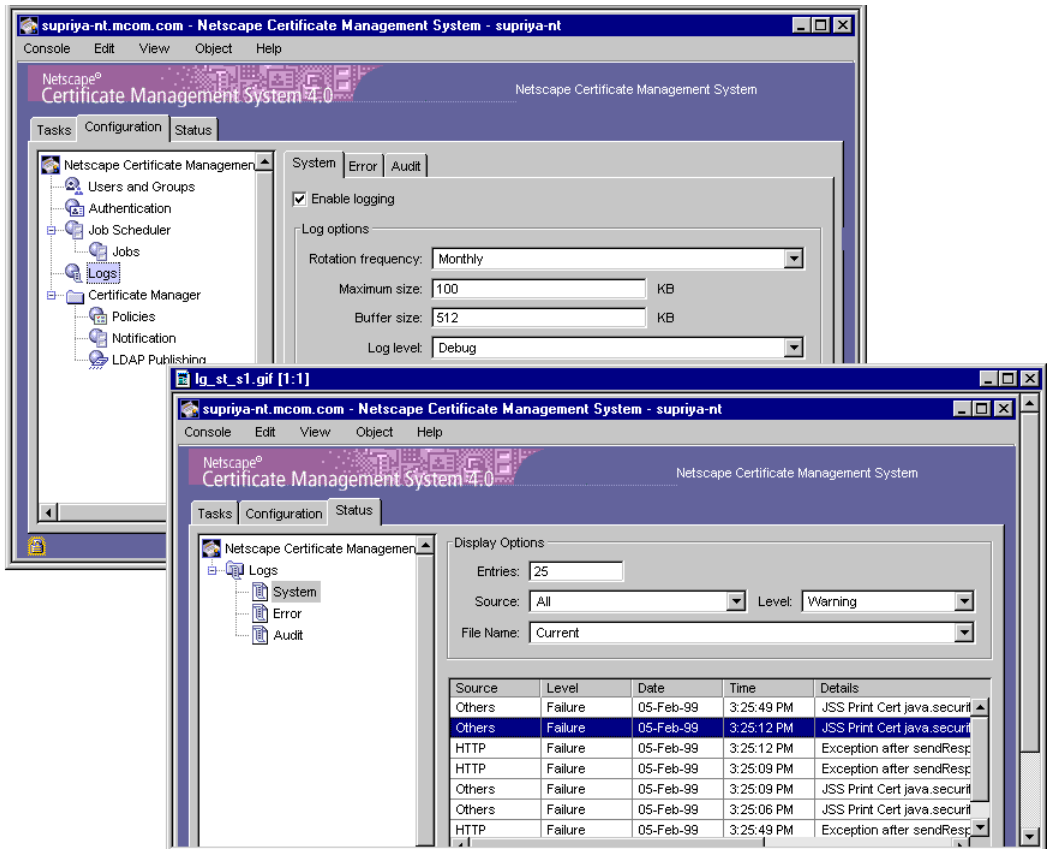 supriya-nt.mcom.com - Netscape Certificate Management System - supriya-nt
Console Edit View Object Help
Netscape®
Certificate Management System 4.0
Netscape Certificate Management System
Tasks Configuration Status
Netscape Certificate Managemen
Users and Groups
Authentication
Job Scheduler
Jobs
Logs
Certificate Manager
Policies
Notification
LDAP Publishing
System Error Audit
Enable logging
Log options
Rotation frequency: Monthly
Maximum size: 100 KB
Buffer size: 512 KB
Log level: Debug
lg_st_s1.gif [1:1]
supriya-nt.mcom.com - Netscape Certificate Management System - supriya-nt
Console Edit View Object Help
Netscape®
Certificate Management System 4.0
Netscape Certificate Management System
Tasks Configuration Status
Netscape Certificate Managemen
Logs
System
Error
Audit
Display Options
Entries: 25
Source: All Level: Warning
File Name: Current
Source Level Date Time Details
Others Failure 05-Feb-99 3:25:49 PM JSS Print Cert java.securit
Others Failure 05-Feb-99 3:25:12 PM JSS Print Cert java.securit
HTTP Failure 05-Feb-99 3:25:12 PM Exception after sendResp
HTTP Failure 05-Feb-99 3:25:09 PM Exception after sendResp
Others Failure 05-Feb-99 3:25:09 PM JSS Print Cert java.securit
Others Failure 05-Feb-99 3:25:06 PM JSS Print Cert java.securit
HTTP Failure 05-Feb-99 3:25:49 PM Exception after sendResp